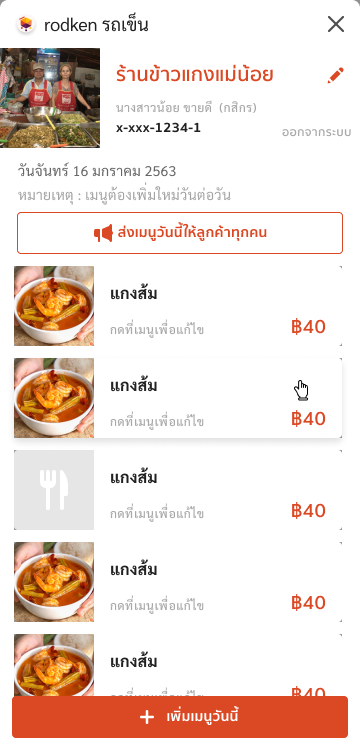 rodken รถเข็น
ร้านข้าวแกงแม่น้อย
นางสาวน้อย ขายดี (กสิกร)
x-xxx-1234-1
ออกจากระบบ
วันจันทร์ 16 มกราคม 2563
หมายเหตุ : เมนูต้องเพิ่มใหม่วันต่อวัน
ส่งเมนูวันนี้ให้ลูกค้าทุกคน
แกงส้ม
กดที่เมนูเพื่อแก้ไข
฿40
แกงส้ม
กดที่เมนูเพื่อแก้ไข
฿40
แกงส้ม
กดที่เมนูเพื่อแก้ไข
฿40
แกงส้ม
กดที่เมนูเพื่อแก้ไข
฿40
แกงส้ม
กดที่เมนูเพื่อแก้ไข
฿40
เพิ่มเมนูวันนี้